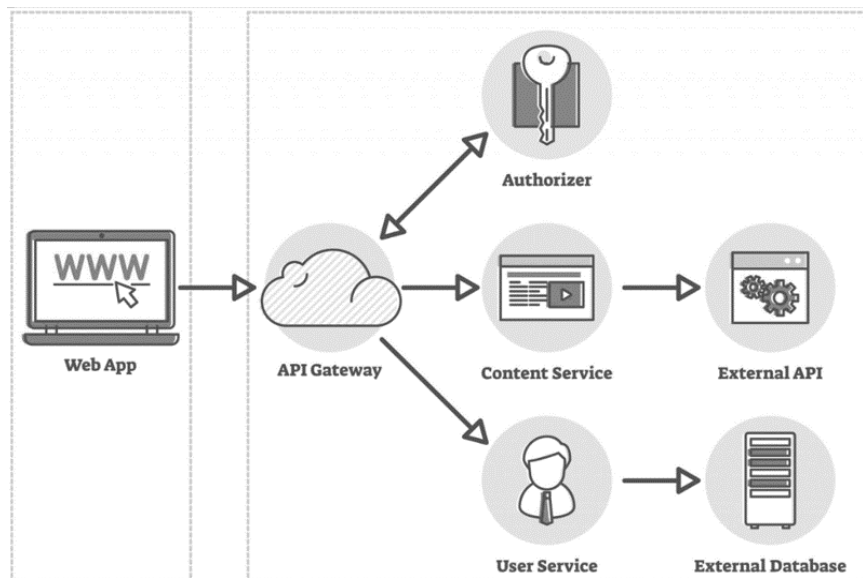 Authorizer
WWW
Web App
API Gateway
Content Service
External API
User Service
External Database